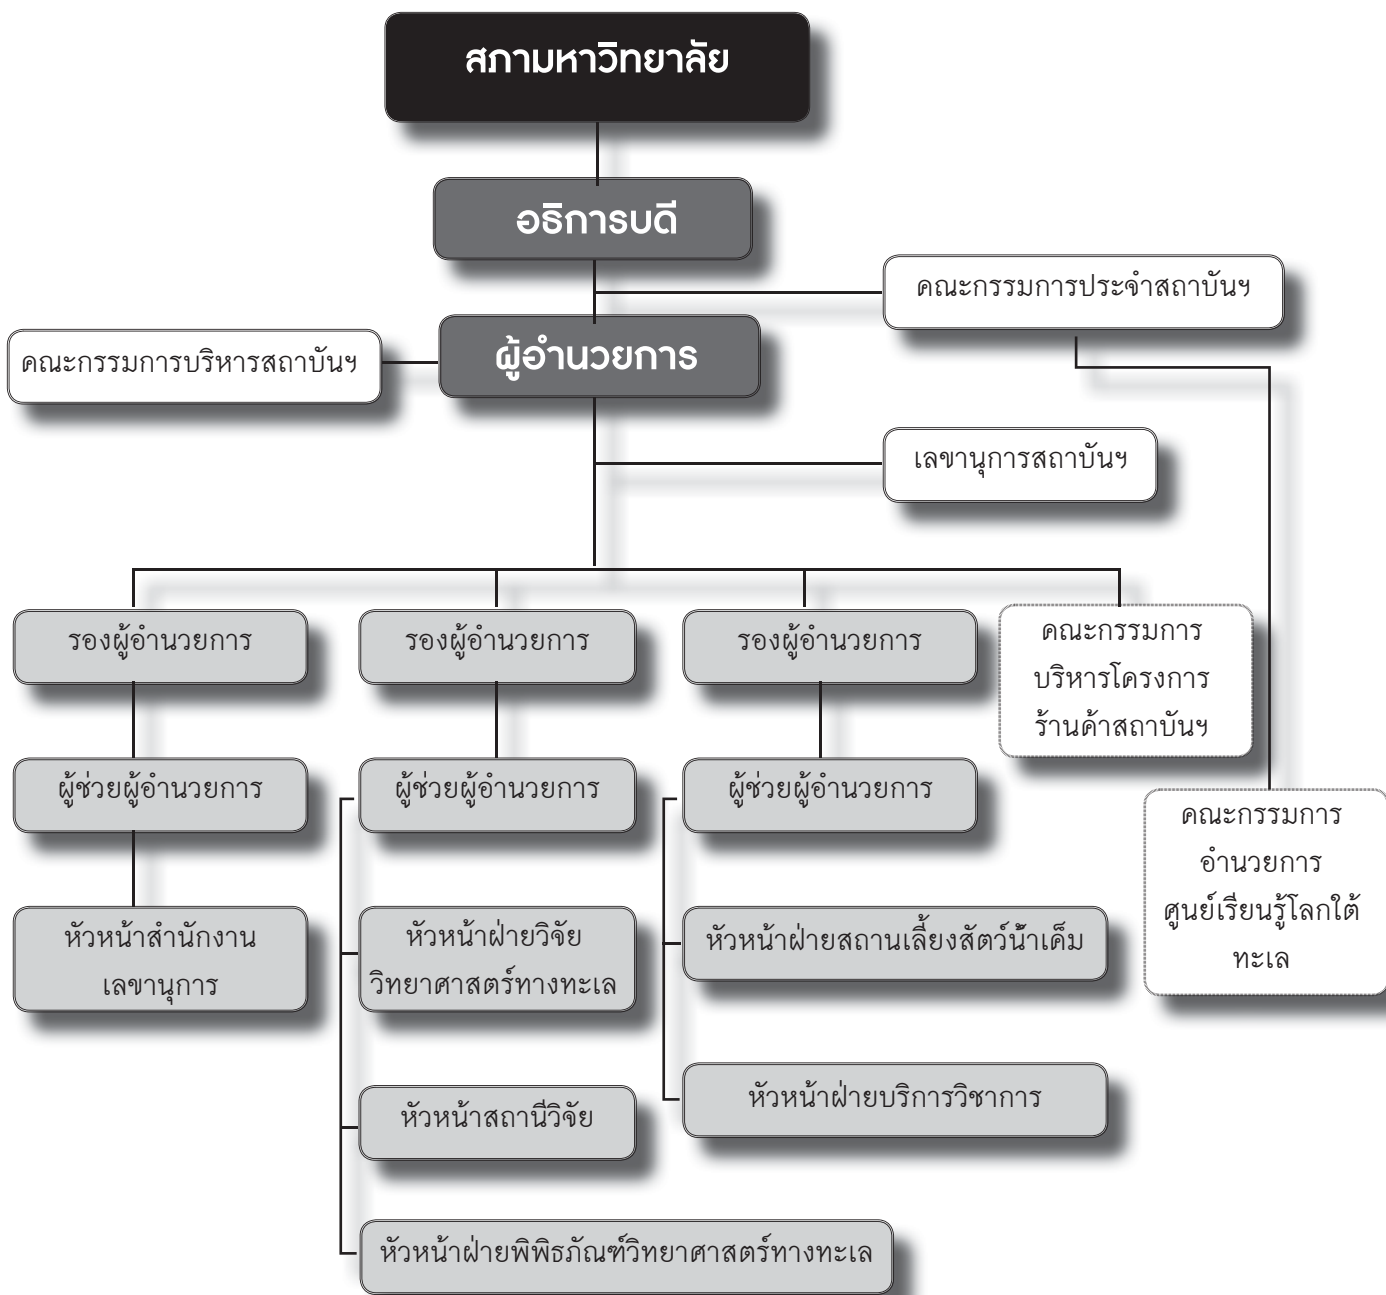 สภามหาวิทยาลัย
อธิการบดี
คณะกรรมการประจำสถาบันฯ
ผู้อำนวยการ
คณะกรรมการบริหารสถาบันฯ
เลขานุการสถาบันฯ
รองผู้อำนวยการ
รองผู้อำนวยการ
รองผู้อำนวยการ
คณะกรรมการ
บริหารโครงการ
ร้านค้าสถาบันฯ
ผู้ช่วยผู้อำนวยการ
ผู้ช่วยผู้อำนวยการ
ผู้ช่วยผู้อำนวยการ
คณะกรรมการ
อำนวยการ
ศูนย์เรียนรู้โลกใต้
ทะเล
หัวหน้าสำนักงาน
เลขานุการ
หัวหน้าฝ่ายวิจัย
วิทยาศาสตร์ทางทะเล
หัวหน้าฝ่ายสถานเลี้ยงสัตว์น้ำเค็ม
หัวหน้าสถานีวิจัย
หัวหน้าฝ่ายบริการวิชาการ
หัวหน้าฝ่ายพิพิธภัณฑ์วิทยาศาสตร์ทางทะเล